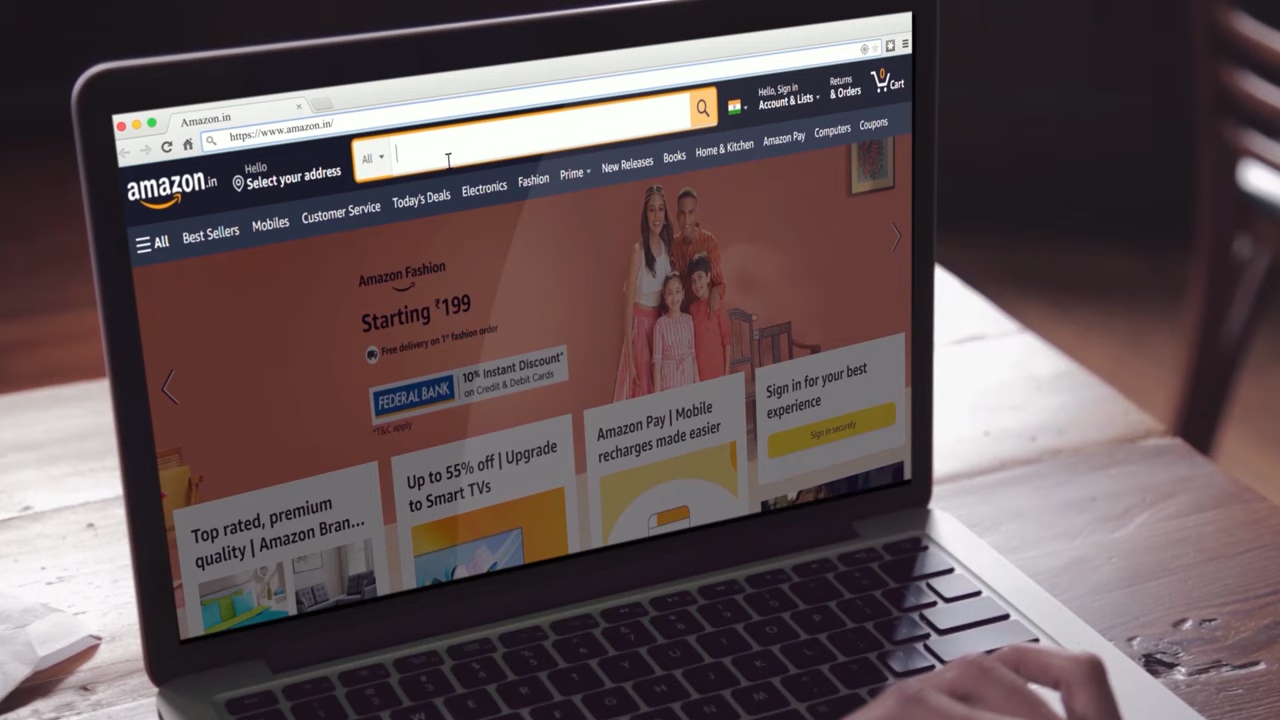 Amazon.in
https://www.amazon.in/
amazon.in
Hello
Select your address
All
Hello, Sign in
Account & Lists
Returns
& Orders
0
Cart
All
Best Sellers
Mobiles
Customer Service
Today's Deals
Electronics
Fashion
Prime
New Releases
Books
Home & Kitchen
Amazon Pay
Computers
Coupons
Amazon Fashion
Starting ₹199
Free delivery on 1st fashion order
FEDERAL BANK
10% Instant Discount*
on Credit & Debit Cards
*T&C apply
Top rated, premium
quality | Amazon Bran...
Up to 55% off | Upgrade
to Smart TVs
Amazon Pay | Mobile
recharges made easier
Sign in for your best
experience
Sign in securely